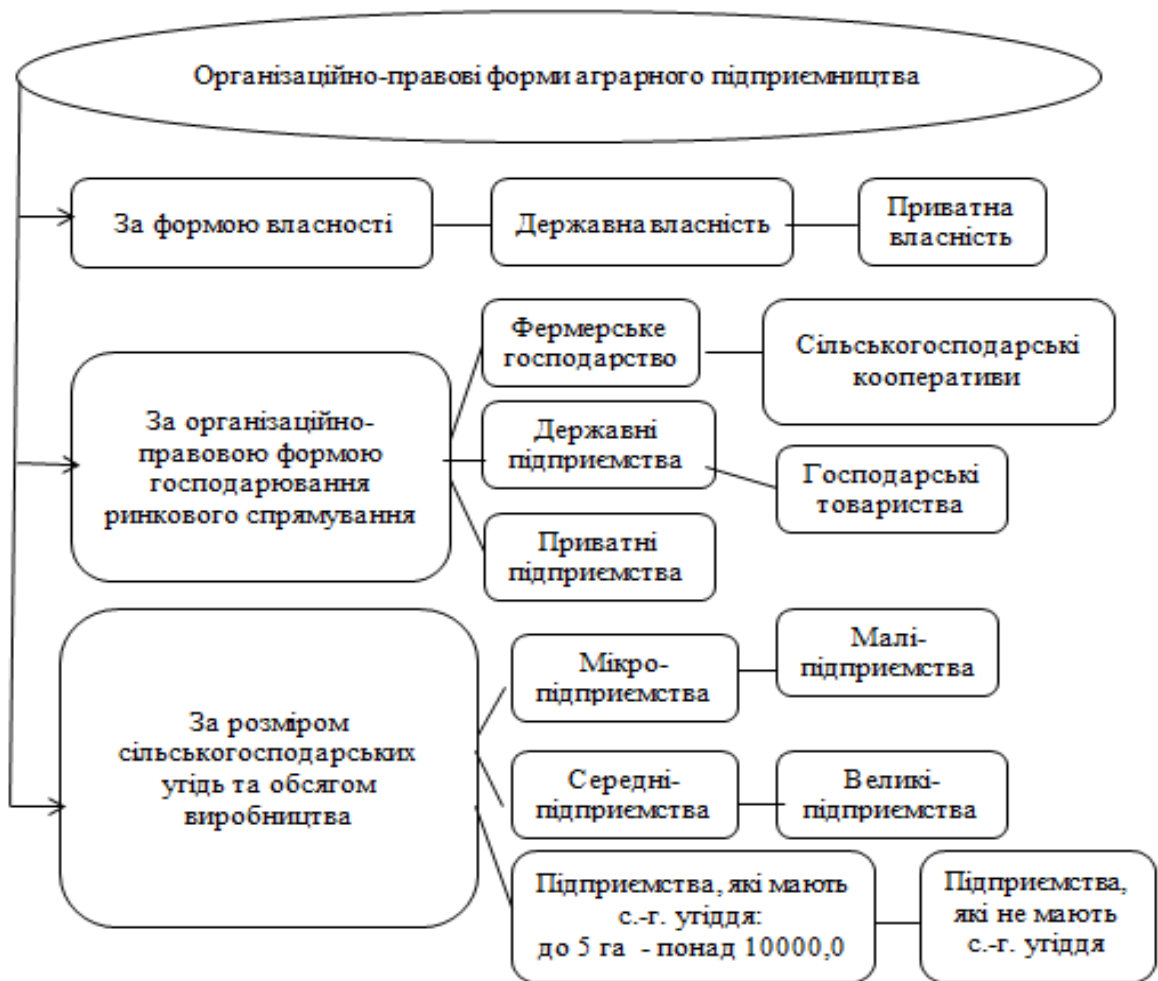 Організаційно-правові форми аграрного підприємництва
За формою власності
Державна власність
Приватна
власність
Фермерське
господарство
Сільськогосподарські
кооперативи
За організаційно-
правовою формою
господарювання
ринкового спрямування
Державні
підприємства
Господарські
товариства
Приватні
підприємства
За розміром
сільськогосподарських
угідь та обсягом
виробництва
Мікро-
підприємства
Малі-
підприємства
Середні-
підприємства
Великі-
підприємства
Підприємства, які мають
с.-г. угіддя:
до 5 га - понад 10000,0
Підприємства,
які не мають
с.-г. угіддя